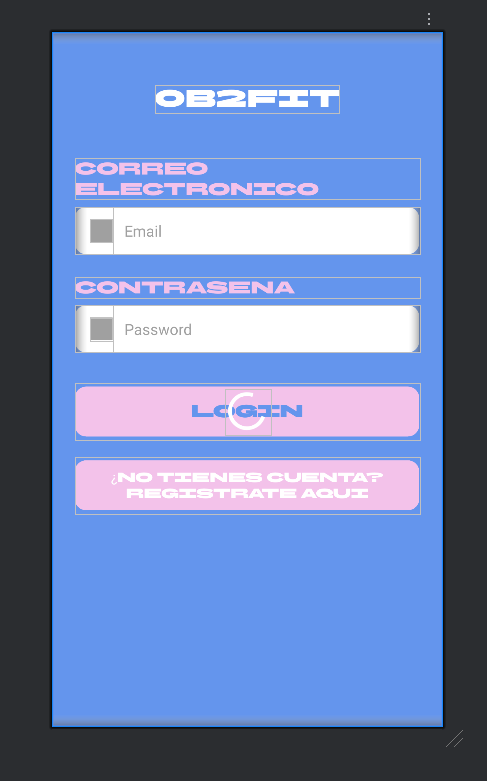 OB2FIT
CORREO
ELECTRONICO
Email
CONTRASENA
Password
LOGIN
¿NO TIENES CUENTA?
REGISTRATE AQUI